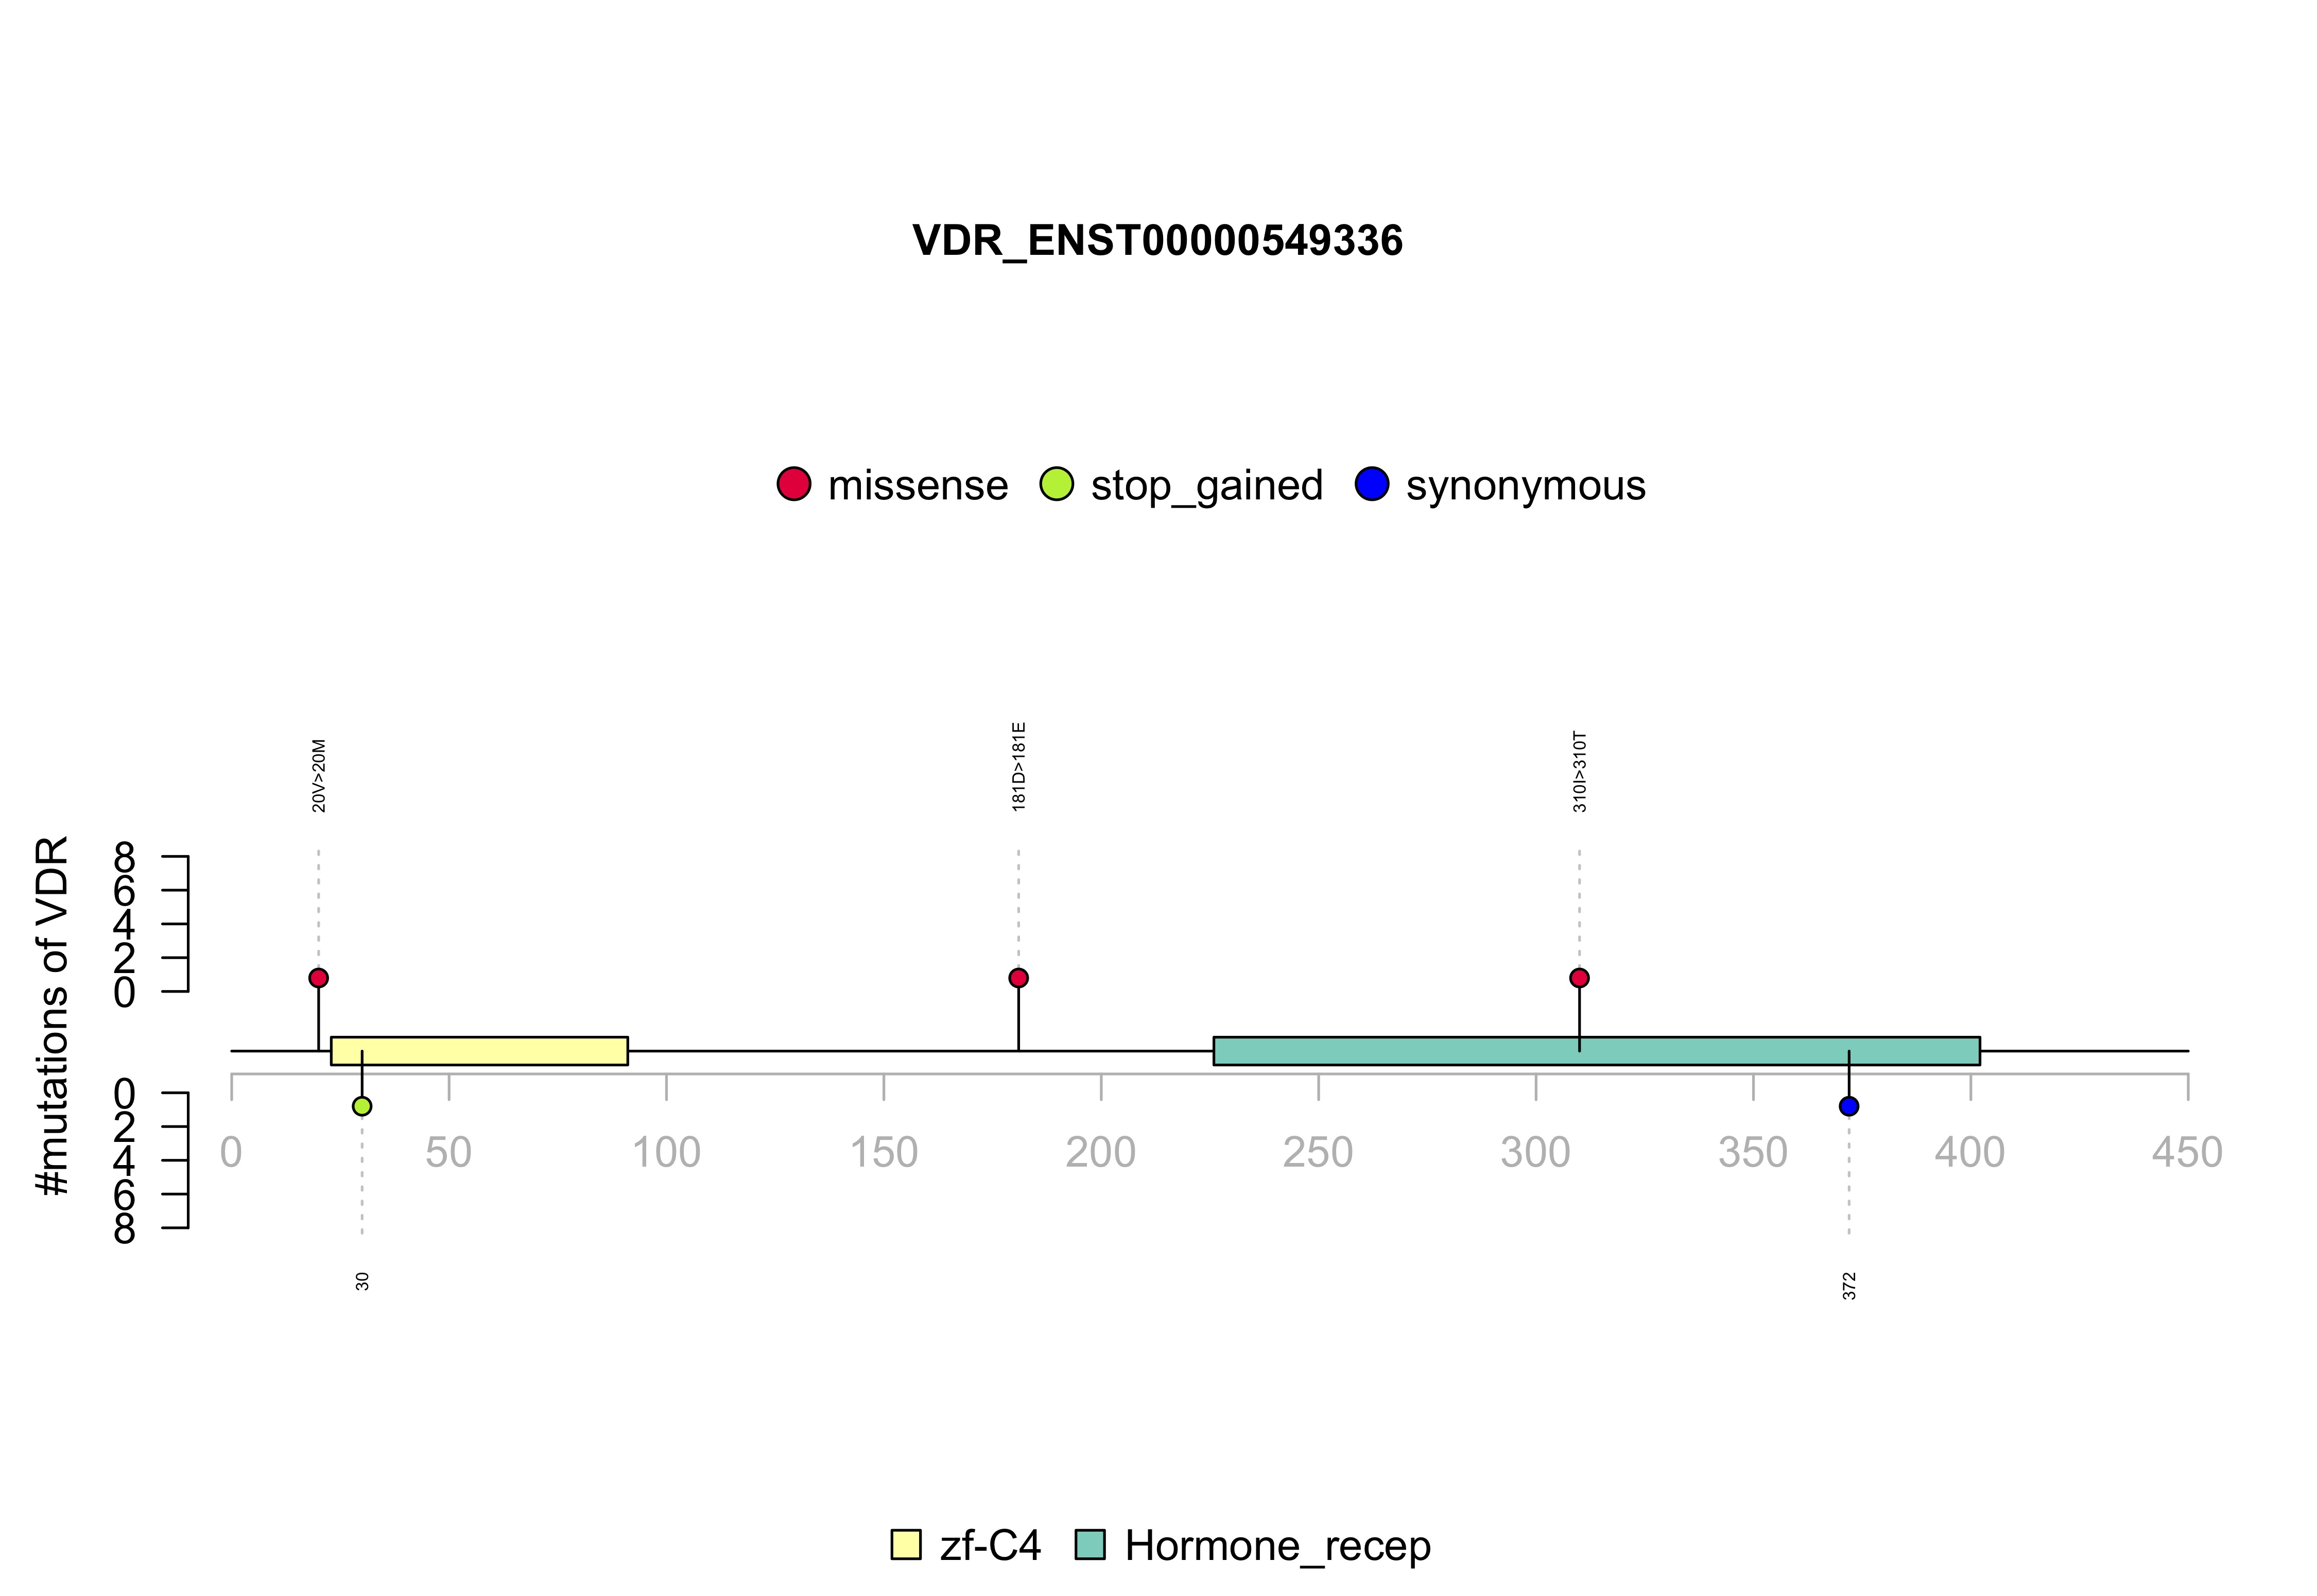 VDR_ENST00000549336
missense stop_gained synonymous
20V>20M 181D>181E 310I>310T
#mutations of VDR
8
6
4
2
0
0
2
4
6
8
0 50 100 150 200 250 300 350 400 450
30 372
zf-C4 Hormone_recep